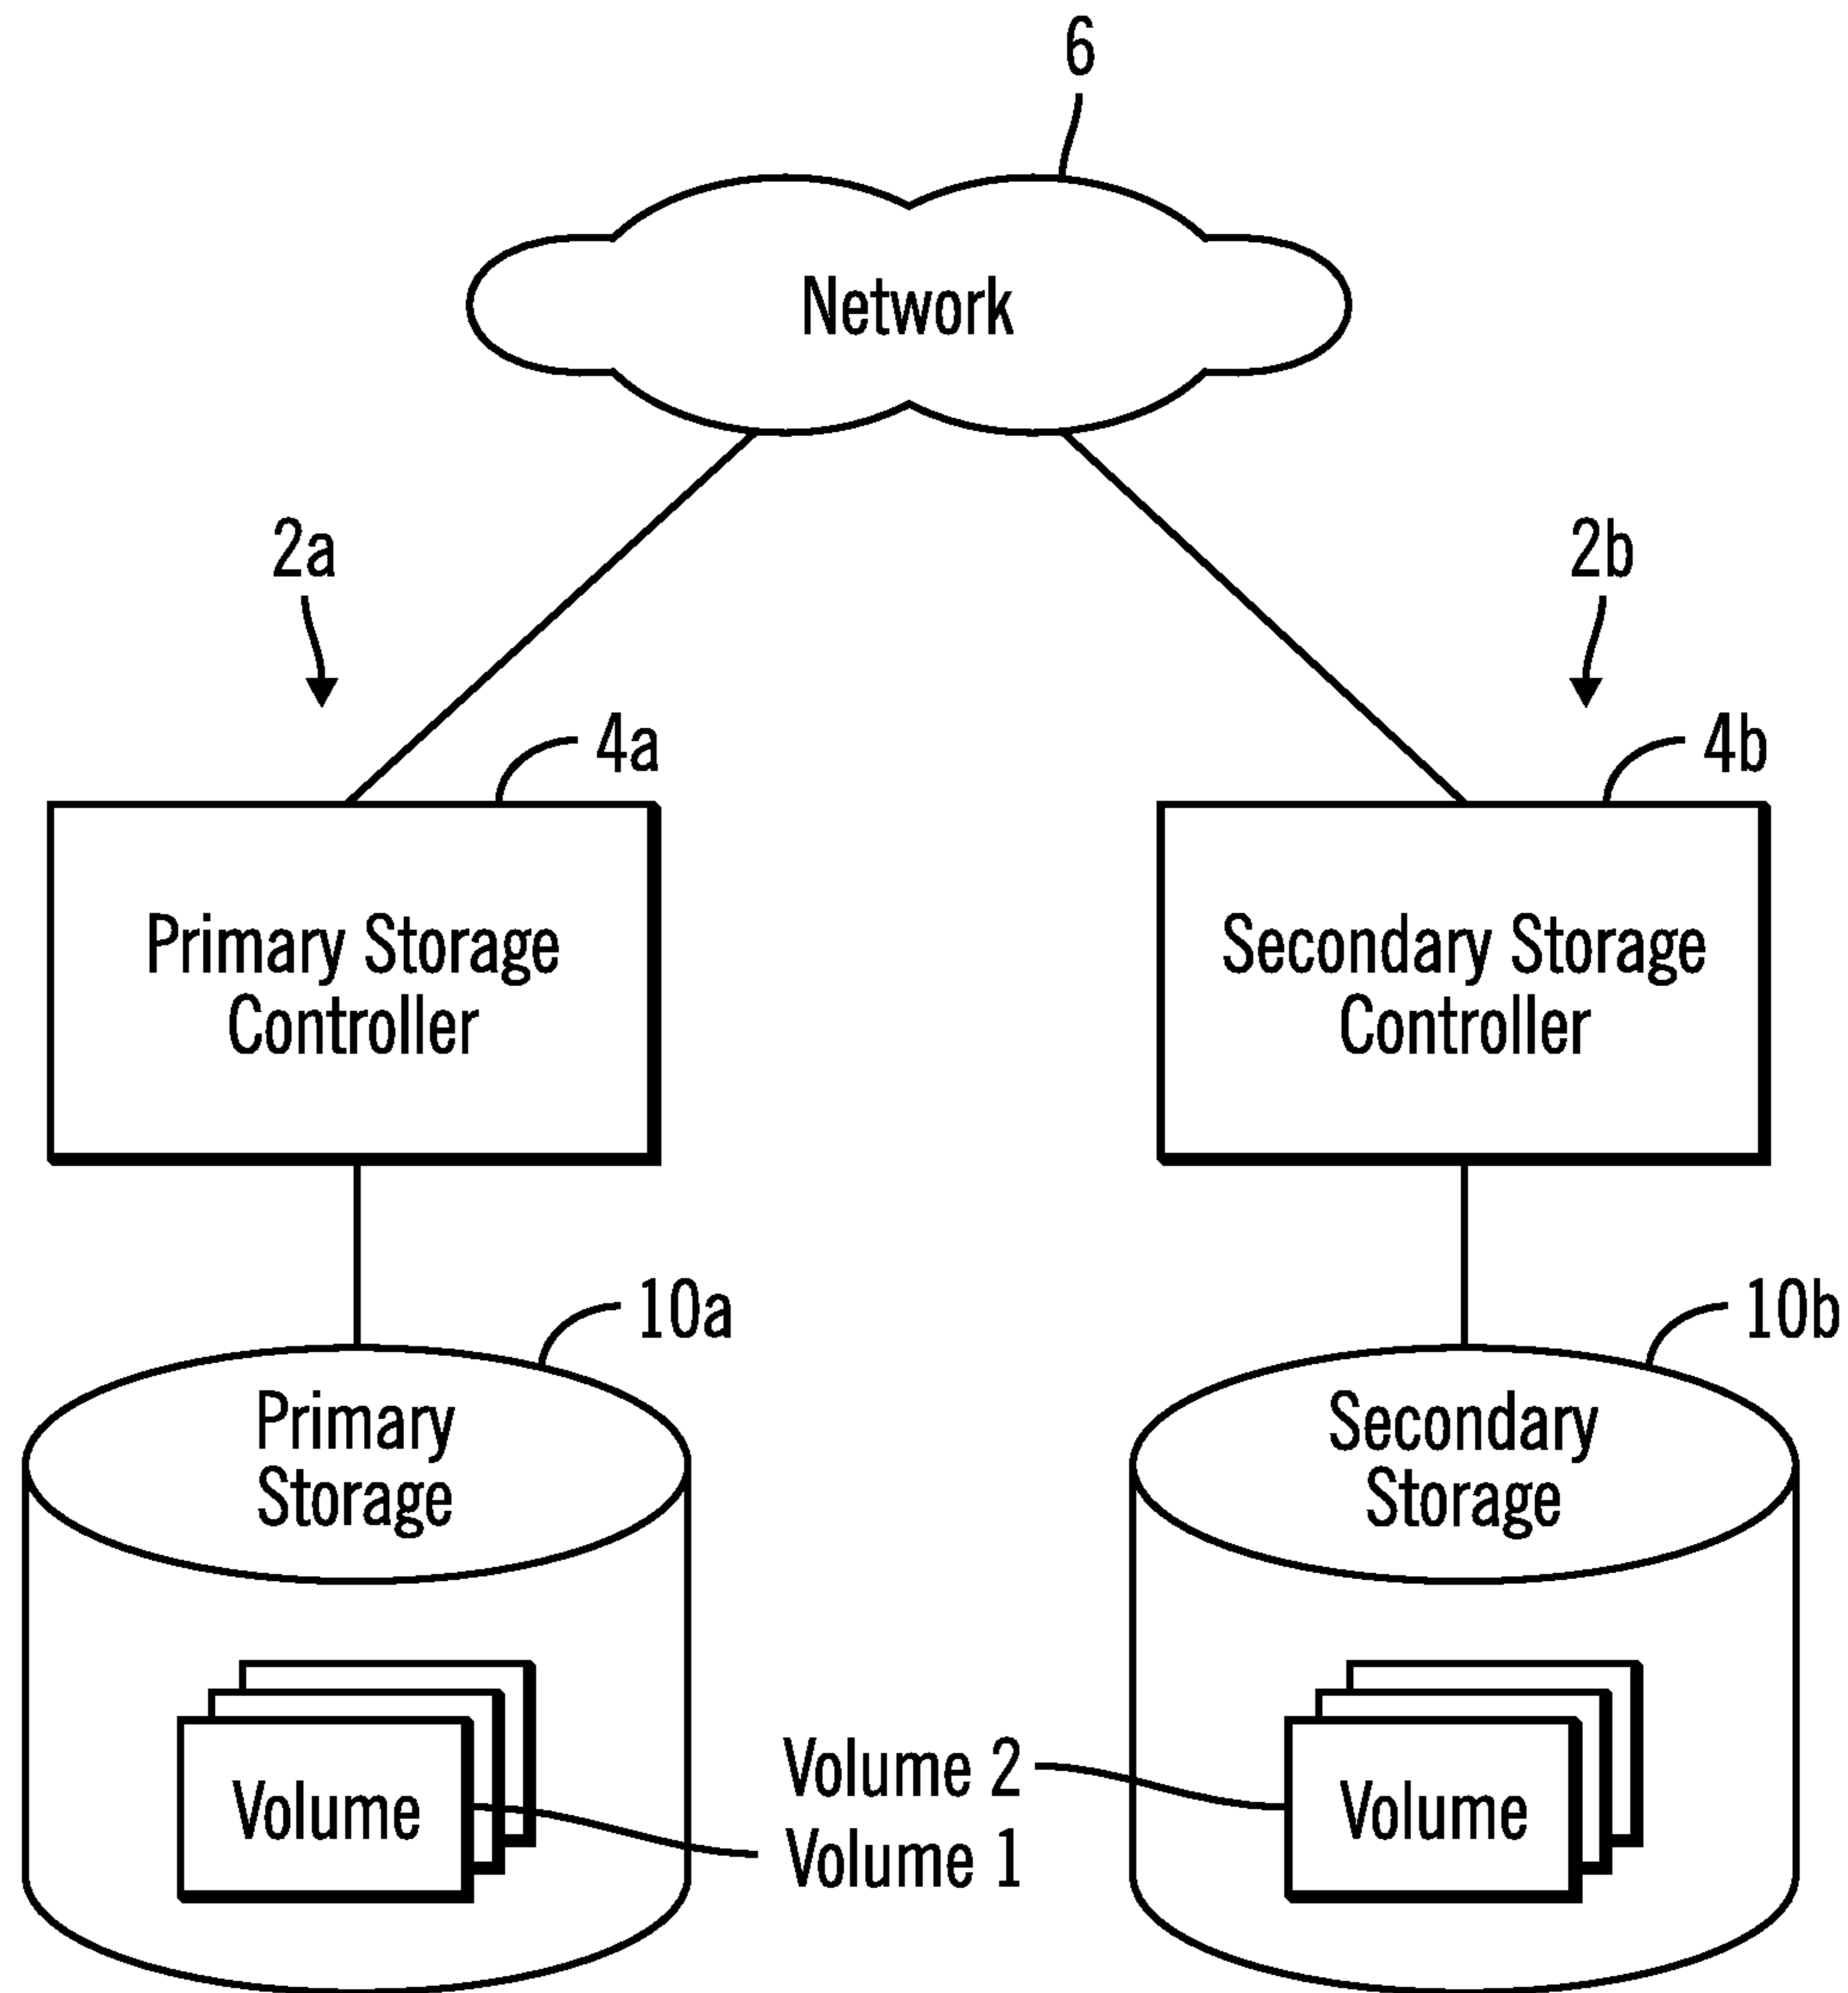 6
Network
2a
2b
4a
4b
Primary Storage
Controller
Secondary Storage
Controller
10a
10b
Primary
Storage
Secondary
Storage
Volume
Volume 2
Volume 1
Volume